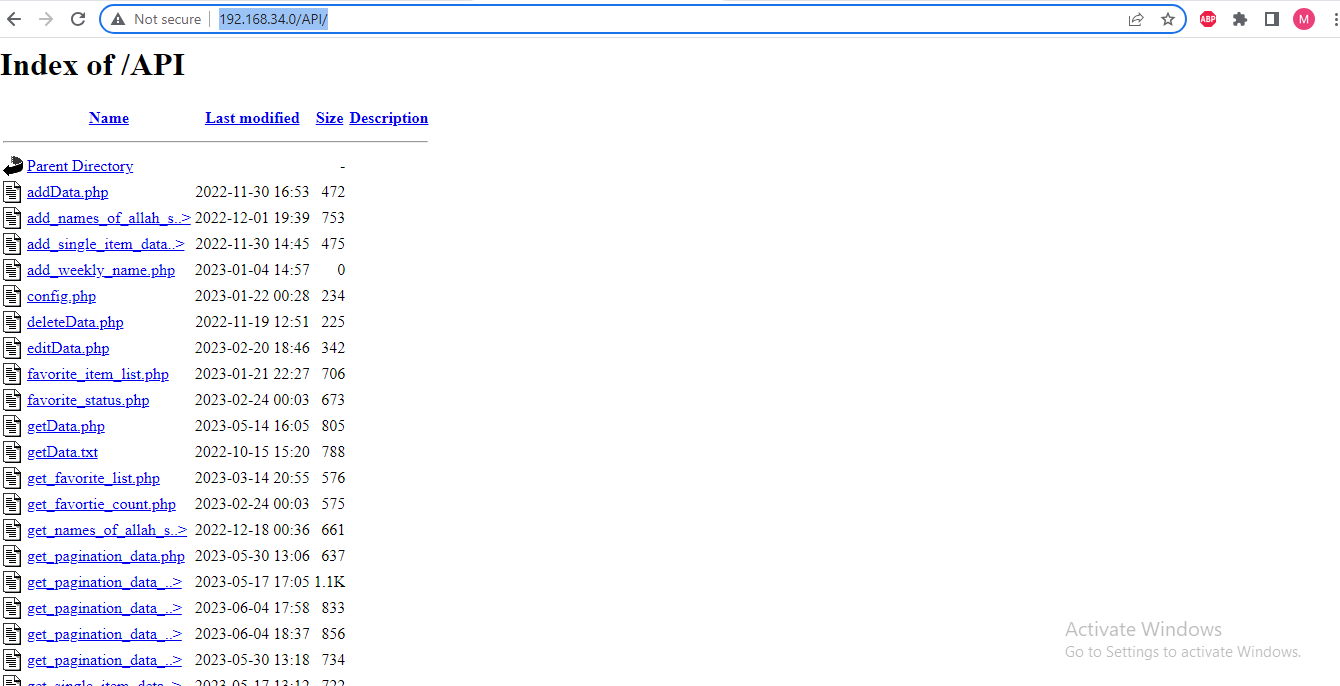 Not secure | 192.168.34.0/API/
ABP
M
Index of /API
Name Last modified Size Description
Parent Directory -
addData.php 2022-11-30 16:53 472
add_names_of_allah_s..> 2022-12-01 19:39 753
add_single_item_data..> 2022-11-30 14:45 475
add_weekly_name.php 2023-01-04 14:57 0
config.php 2023-01-22 00:28 234
deleteData.php 2022-11-19 12:51 225
editData.php 2023-02-20 18:46 342
favorite_item_list.php 2023-01-21 22:27 706
favorite_status.php 2023-02-24 00:03 673
getData.php 2023-05-14 16:05 805
getData.txt 2022-10-15 15:20 788
get_favorite_list.php 2023-03-14 20:55 576
get_favortie_count.php 2023-02-24 00:03 575
get_names_of_allah_s..> 2022-12-18 00:36 661
get_pagination_data.php 2023-05-30 13:06 637
get_pagination_data_..> 2023-05-17 17:05 1.1K
get_pagination_data_..> 2023-06-04 17:58 833
get_pagination_data_..> 2023-06-04 18:37 856
get_pagination_data_..> 2023-05-30 13:18 734
get_single_item_data..> 2023-05-17 13:12 722
Activate Windows
Go to Settings to activate Windows.